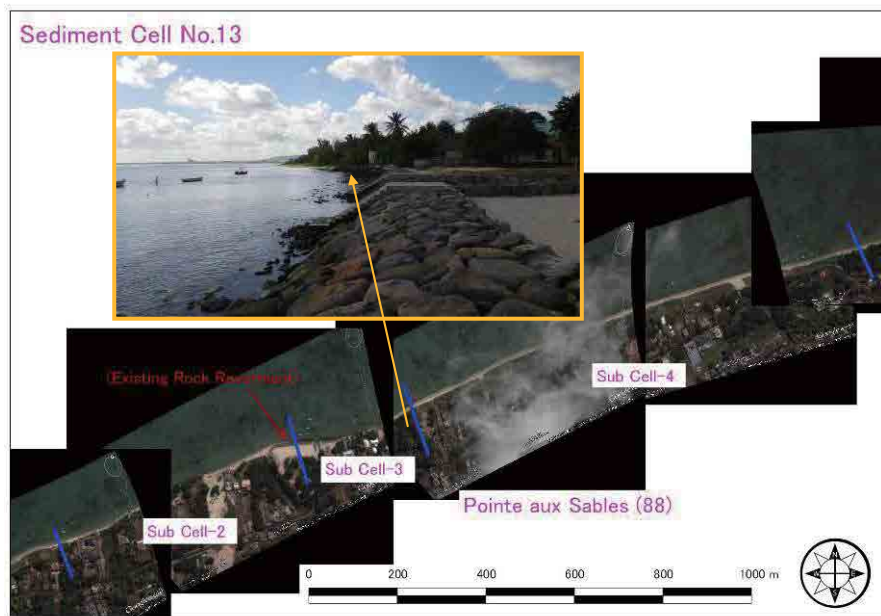 Sediment Cell No.13
(Existing Rock Revetment)
Sub Cell-4
Sub Cell-3
Pointe aux Sables (88)
Sub Cell-2
0 200 400 600 800 1000 m
N